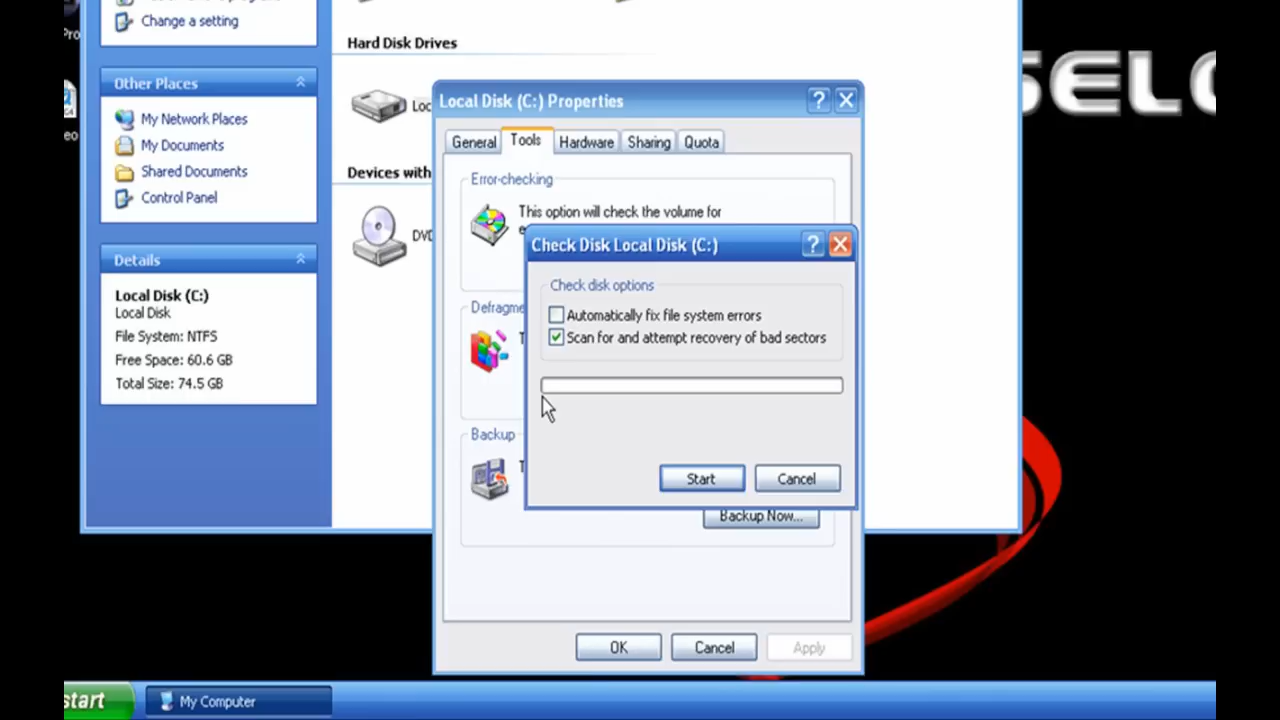 Pro
Change a setting
Other Places
My Network Places
My Documents
Shared Documents
Control Panel
Details
Local Disk (C:)
Local Disk
File System: NTFS
Free Space: 60.6 GB
Total Size: 74.5 GB
Hard Disk Drives
Loc
Devices with
DVD
Local Disk (C:) Properties
General
Tools
Hardware
Sharing
Quota
Error-checking
This option will check the volume for
Defragme
Backup
Backup Now...
OK
Cancel
Apply
Check Disk Local Disk (C:)
Check disk options
Automatically fix file system errors
Scan for and attempt recovery of bad sectors
Start
Cancel
start
My Computer